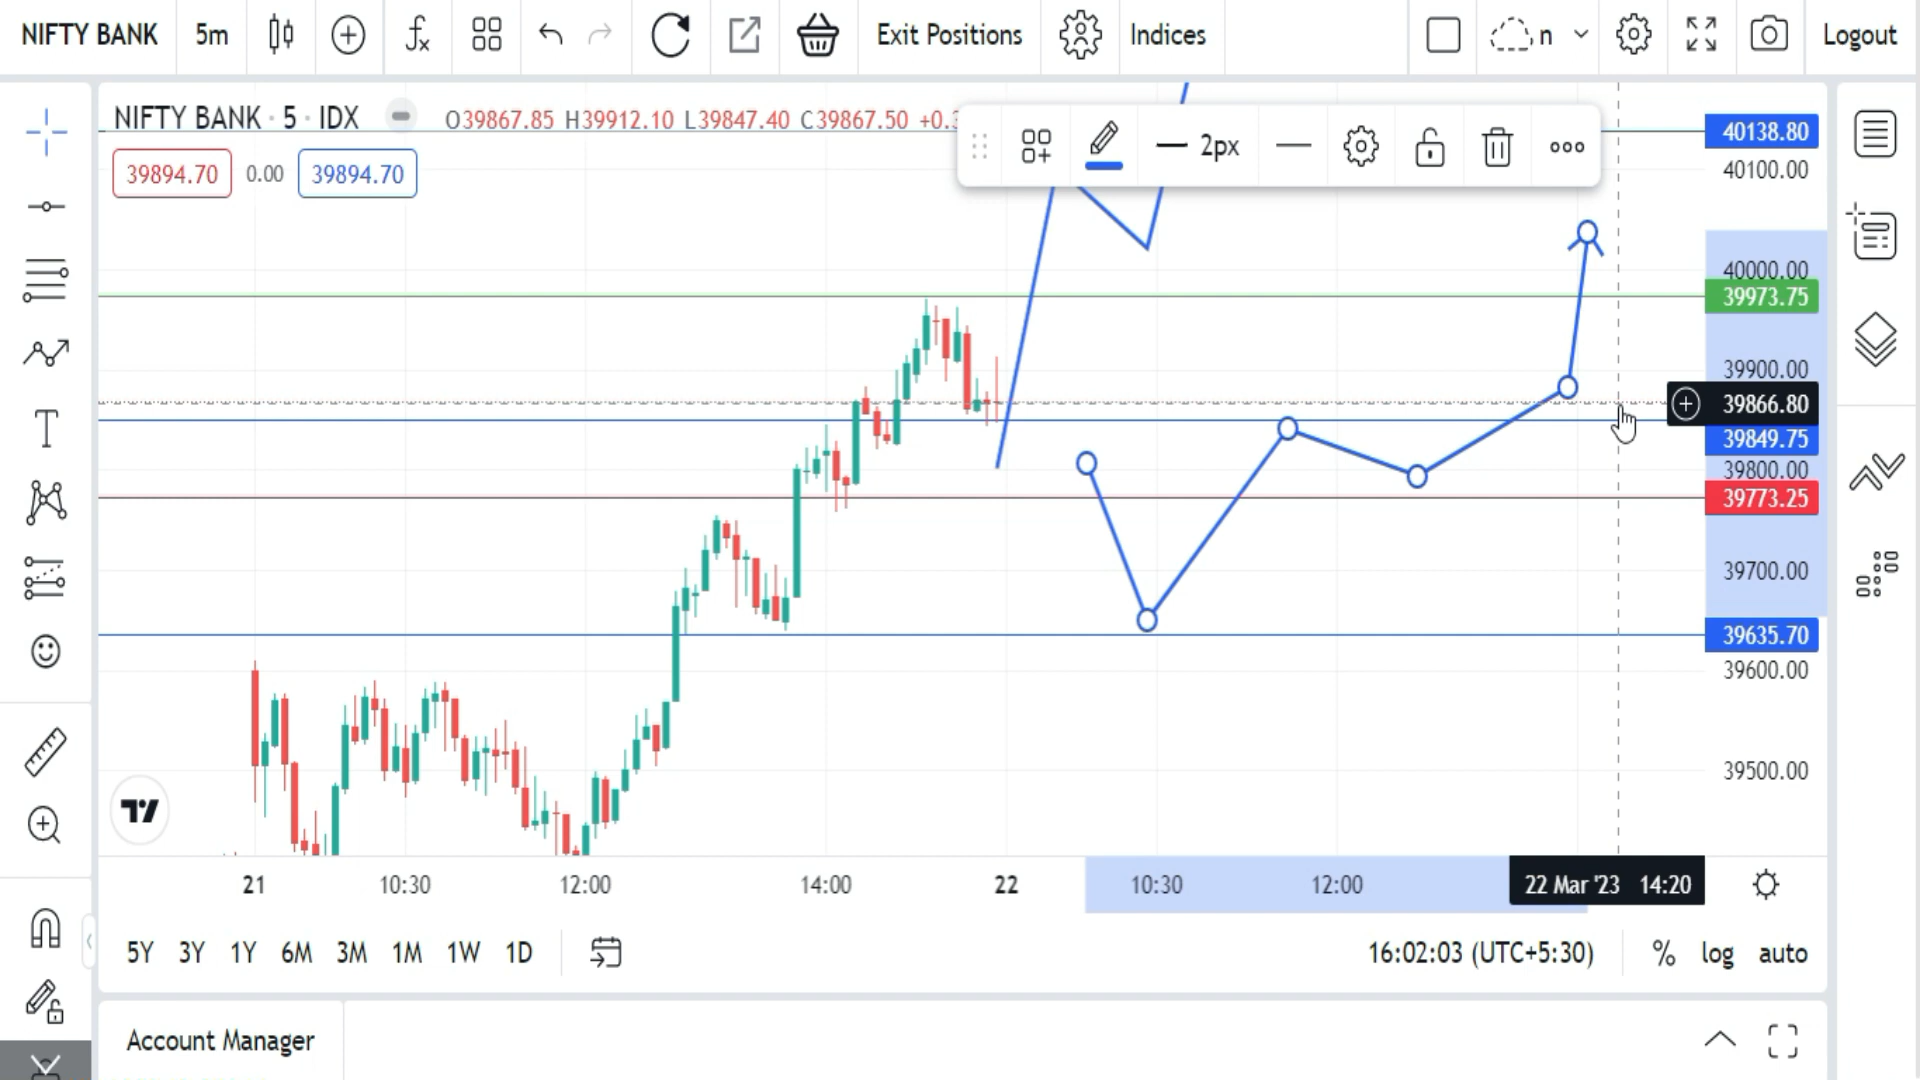 NIFTY BANK 5m fx Exit Positions Indices n Logout
NIFTY BANK · 5 · IDX O39867.85 H39912.10 L39847.40 C39867.50
39894.70 0.00 39894.70
2px
40138.80
40100.00
40000.00
39973.75
39900.00
39866.80
39849.75
39800.00
39773.25
39700.00
39635.70
39600.00
39500.00
21 10:30 12:00 14:00 22 10:30 12:00 22 Mar '23 14:20
5Y 3Y 1Y 6M 3M 1M 1W 1D 16:02:03 (UTC+5:30) % log auto
Account Manager